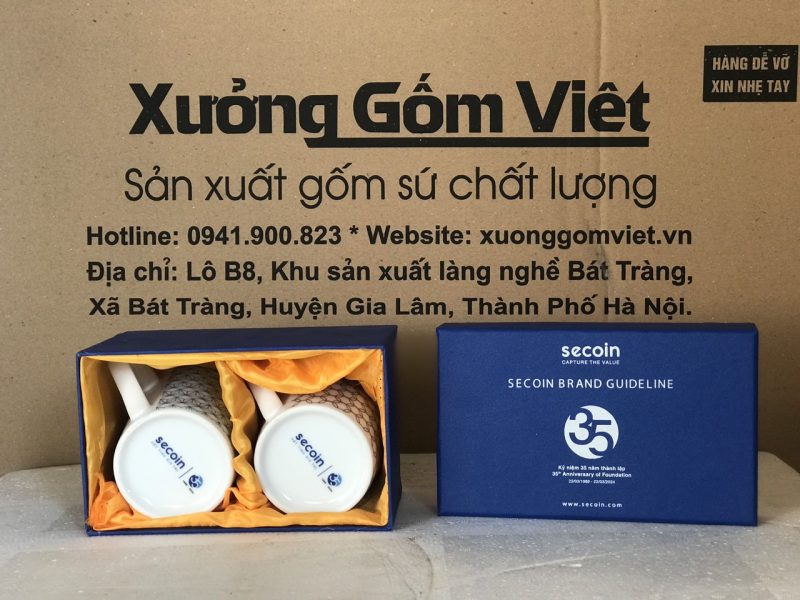 HÀNG DỄ VỠ
XIN NHẸ TAY
Xưởng Gốm Việt
Sản xuất gốm sứ chất lượng
Hotline: 0941.900.823 * Website: xuonggomviet.vn
Địa chỉ: Lô B8, Khu sản xuất làng nghề Bát Tràng,
Xã Bát Tràng, Huyện Gia Lâm, Thành Phố Hà Nội.
secoin
CAPTURE THE VALUE
SECOIN BRAND GUIDELINE
35
Kỷ niệm 35 năm thành lập
35th Anniversary of Foundation
www.secoin.com
secoin
35
secoin
35